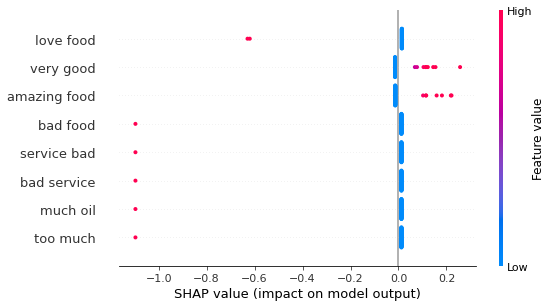 High
love food
very good
amazing food
bad food
service bad
bad service
much oil
too much
Feature value
Low
−1.0 −0.8 −0.6 −0.4 −0.2 0.0 0.2
SHAP value (impact on model output)